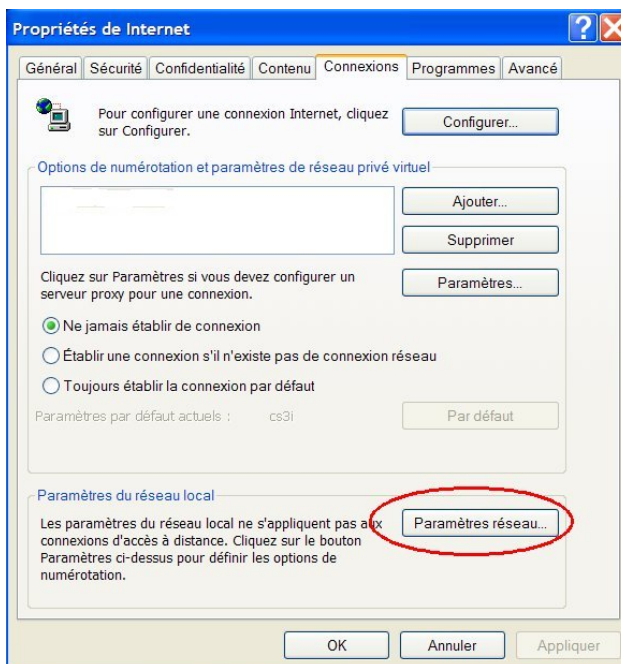 Propriétés de Internet
Général Sécurité Confidentialité Contenu Connexions Programmes Avancé
Pour configurer une connexion Internet, cliquez
sur Configurer.
Configurer...
Options de numérotation et paramètres de réseau privé virtuel
Ajouter...
Supprimer
Cliquez sur Paramètres si vous devez configurer un
serveur proxy pour une connexion.
Paramètres...
Ne jamais établir de connexion
Établir une connexion s'il n'existe pas de connexion réseau
Toujours établir la connexion par défaut
Paramètres par défaut actuels : cs3i
Par défaut
Paramètres du réseau local
Les paramètres du réseau local ne s'appliquent pas aux
connexions d'accès à distance. Cliquez sur le bouton
Paramètres ci-dessus pour définir les options de
numérotation.
Paramètres réseau...
OK Annuler Appliquer